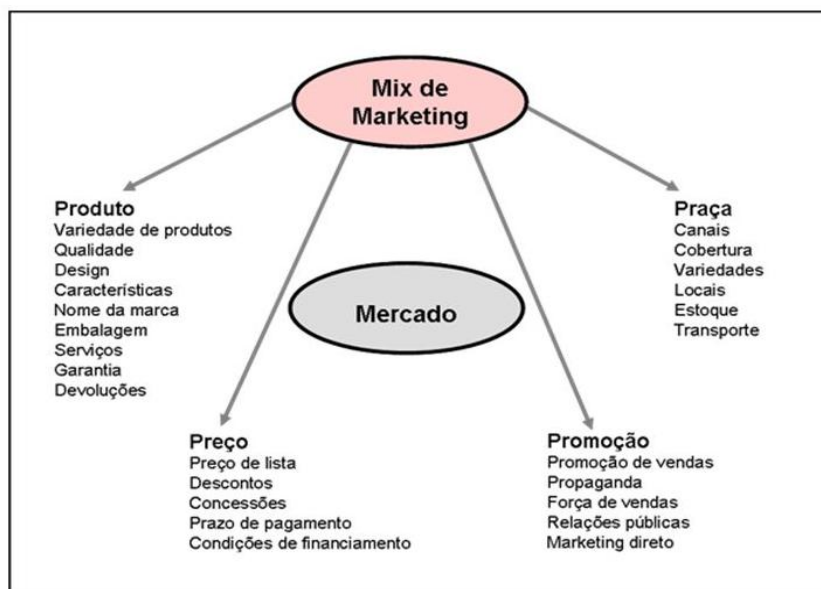 Mix de
Marketing
Produto
Variedade de produtos
Qualidade
Design
Características
Nome da marca
Embalagem
Serviços
Garantia
Devoluções
Praça
Canais
Cobertura
Variedades
Locais
Estoque
Transporte
Mercado
Preço
Preço de lista
Descontos
Concessões
Prazo de pagamento
Condições de financiamento
Promoção
Promoção de vendas
Propaganda
Força de vendas
Relações públicas
Marketing direto